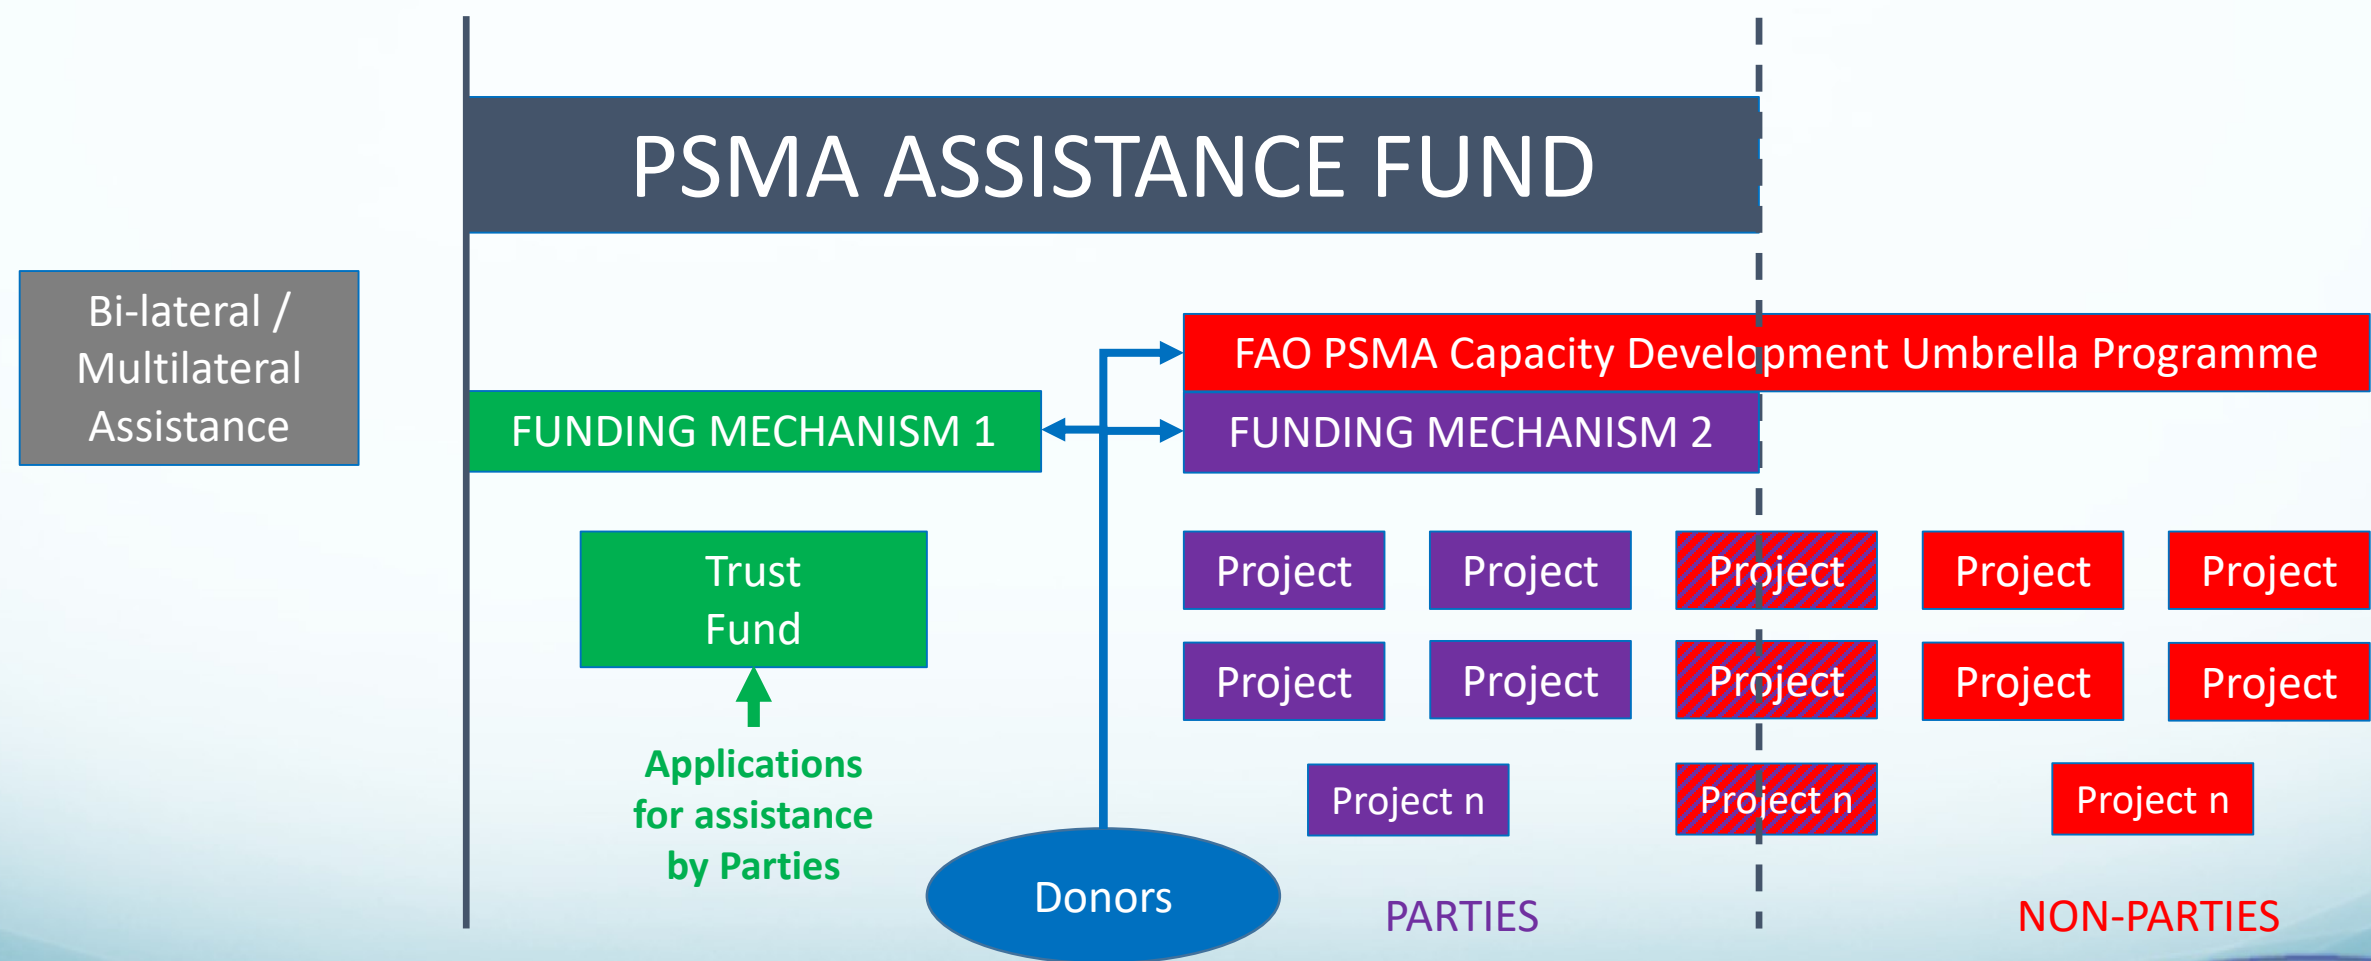 PSMA ASSISTANCE FUND
Bi-lateral /
Multilateral
Assistance
FAO PSMA Capacity Development Umbrella Programme
FUNDING MECHANISM 1
FUNDING MECHANISM 2
Trust
Fund
Project
Project
Project
Project
Project
Project
Project
Project
Project
Project
Applications
for assistance
by Parties
Project n
Project n
Project n
Donors
PARTIES
NON-PARTIES